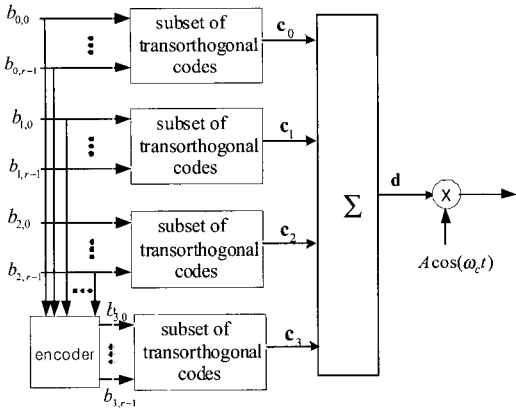 b0,0
subset of
transorthogonal
codes
c0
b0,r-1
b1,0
subset of
transorthogonal
codes
c1
b1,r-1
Σ
d
X
A cos(ωct)
b2,0
subset of
transorthogonal
codes
c2
b2,r-1
b3,0
encoder
subset of
transorthogonal
codes
c3
b3,r-1